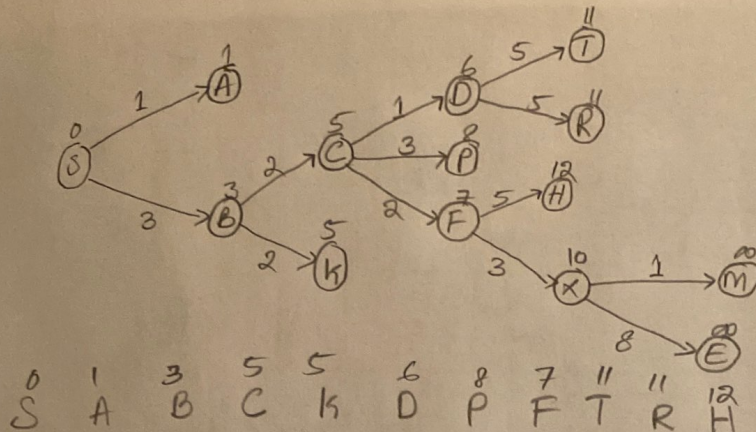 11
5 T
1 6
A D
1 1 5 11
0 5 8 R
S C 3 P
2 12
3 7 5 H
3 B 2 F
5 10 ∞
2 K 3 X 1 M
8 ∞
E
0 1 3 5 5 6 8 7 11 11 12
S A B C K D P F T R H